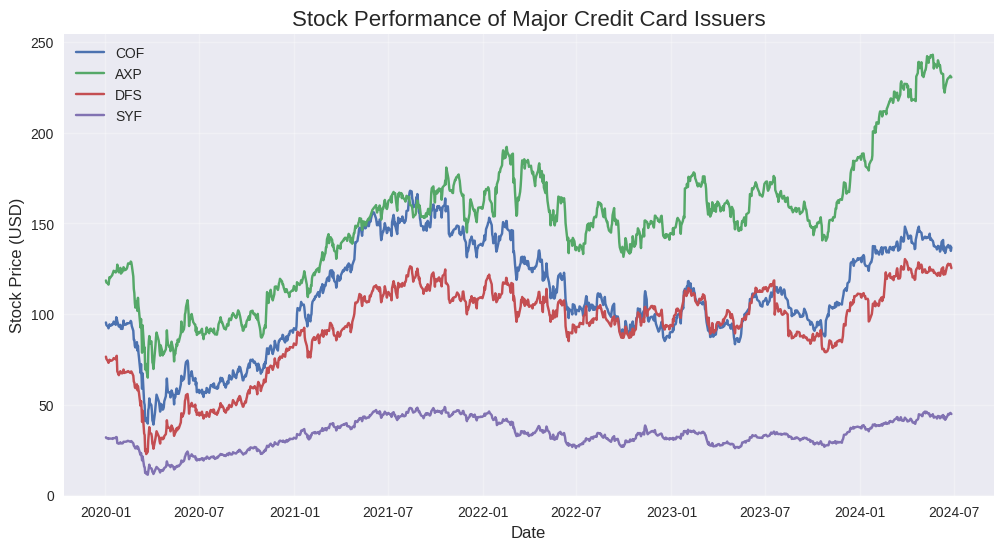 Stock Performance of Major Credit Card Issuers
COF
AXP
DFS
SYF
Stock Price (USD)
250
200
150
100
50
0
2020-01 2020-07 2021-01 2021-07 2022-01 2022-07 2023-01 2023-07 2024-01 2024-07
Date